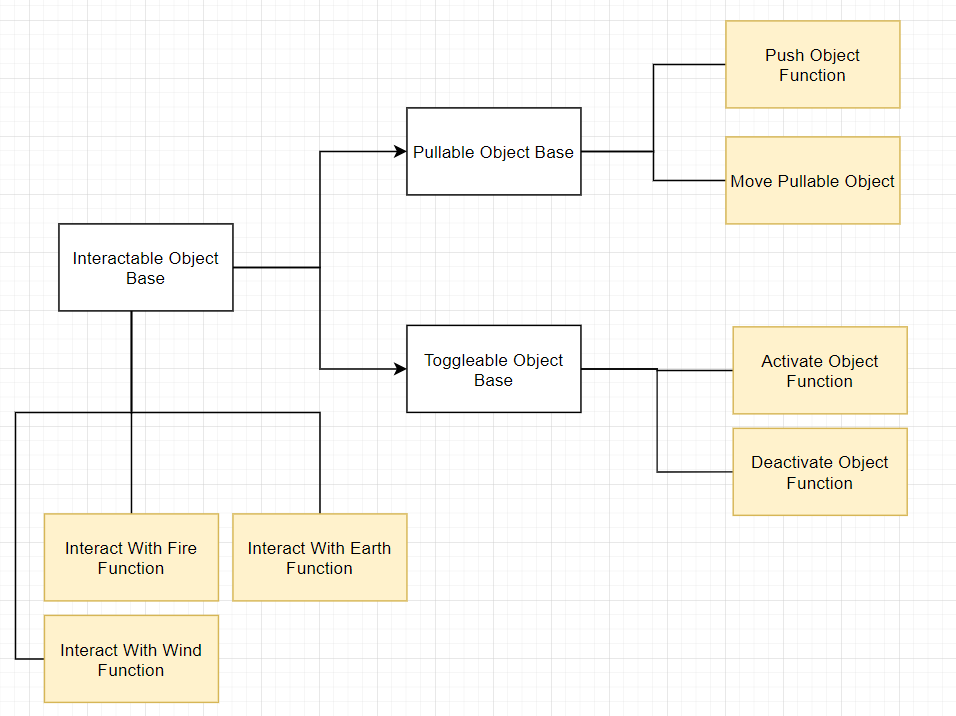 Push Object
Function
Pullable Object Base
Move Pullable Object
Interactable Object
Base
Toggleable Object
Base
Activate Object
Function
Deactivate Object
Function
Interact With Fire
Function
Interact With Earth
Function
Interact With Wind
Function